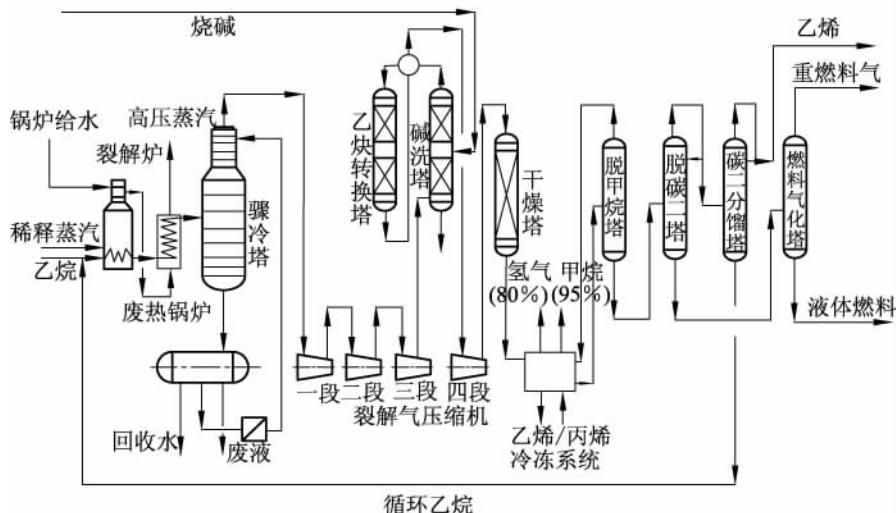 烧碱
乙烯
重燃料气
锅炉给水
高压蒸汽
裂解炉
乙炔转换塔
碱洗塔
干燥塔
脱甲烷塔
脱碳二塔
碳二分馏塔
燃料气化塔
骤冷塔
稀释蒸汽
乙烷
废热锅炉
氢气 甲烷
(80%) (95%)
液体燃料
一段 二段 三段 四段
裂解气压缩机
回收水
废液
乙烯/丙烯
冷冻系统
循环乙烷